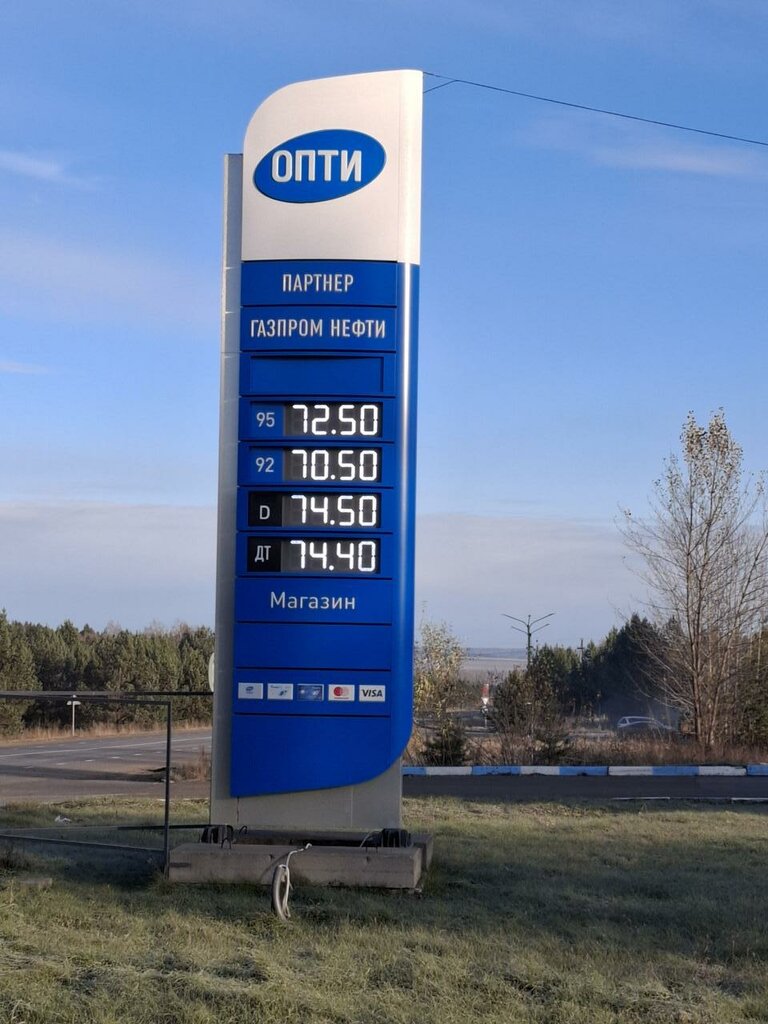 ОПТИ
ПАРТНЕР
ГАЗПРОМ НЕФТИ
95 72.50
92 70.50
D 74.50
ДТ 74.40
Магазин
VISA